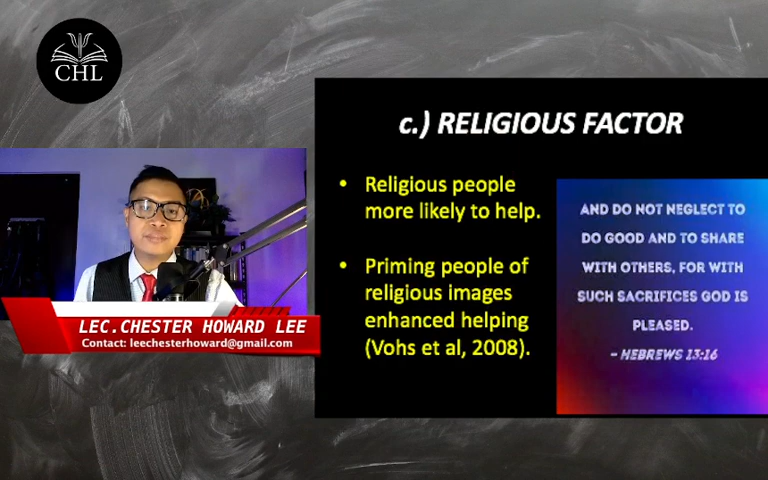 CHL
c.) RELIGIOUS FACTOR
• Religious people
more likely to help.
• Priming people of
religious images
enhanced helping
(Vohs et al, 2008).
AND DO NOT NEGLECT TO
DO GOOD AND TO SHARE
WITH OTHERS, FOR WITH
SUCH SACRIFICES GOD IS
PLEASED.
– HEBREWS 13:16
LEC.CHESTER HOWARD LEE
Contact: leechesterhoward@gmail.com